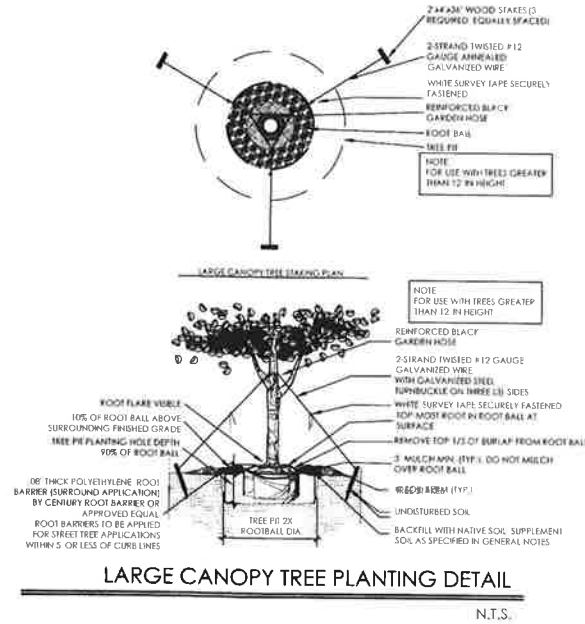 2"x4"x36" WOOD STAKES (3
REQUIRED EQUALLY SPACED)
2-STRAND TWISTED #12
GAUGE ANNEALED
GALVANIZED WIRE
WHITE SURVEY TAPE SECURELY
FASTENED
REINFORCED BLACK
GARDEN HOSE
ROOT BALL
TREE PIT
NOTE
FOR USE WITH TREES GREATER
THAN 12' IN HEIGHT
LARGE CANOPY TREE STAKING PLAN
NOTE
FOR USE WITH TREES GREATER
THAN 12' IN HEIGHT
REINFORCED BLACK
GARDEN HOSE
2-STRAND TWISTED #12 GAUGE
GALVANIZED WIRE
WITH GALVANIZED STEEL
TURNBUCKLE ON THREE (3) SIDES
WHITE SURVEY TAPE SECURELY FASTENED
TOP MOST ROOT IN ROOT BALL AT
SURFACE
REMOVE TOP 1/3 OF BURLAP FROM ROOT BALL
3" MULCH MIN. (TYP.). DO NOT MULCH
OVER ROOT BALL
(TYP.)
UNDISTURBED SOIL
BACKFILL WITH NATIVE SOIL, SUPPLEMENT
SOIL AS SPECIFIED IN GENERAL NOTES
ROOT FLARE VISIBLE
10% OF ROOT BALL ABOVE
SURROUNDING FINISHED GRADE
TREE PIT PLANTING HOLE DEPTH
90% OF ROOT BALL
.08" THICK POLYETHYLENE ROOT
BARRIER (SURROUND APPLICATION)
BY CENTURY ROOT BARRIER OR
APPROVED EQUAL
ROOT BARRIERS TO BE APPLIED
FOR STREET TREE APPLICATIONS
WITHIN 5' OR LESS OF CURB LINES
TREE PIT 2X
ROOTBALL DIA.
LARGE CANOPY TREE PLANTING DETAIL
N.T.S.